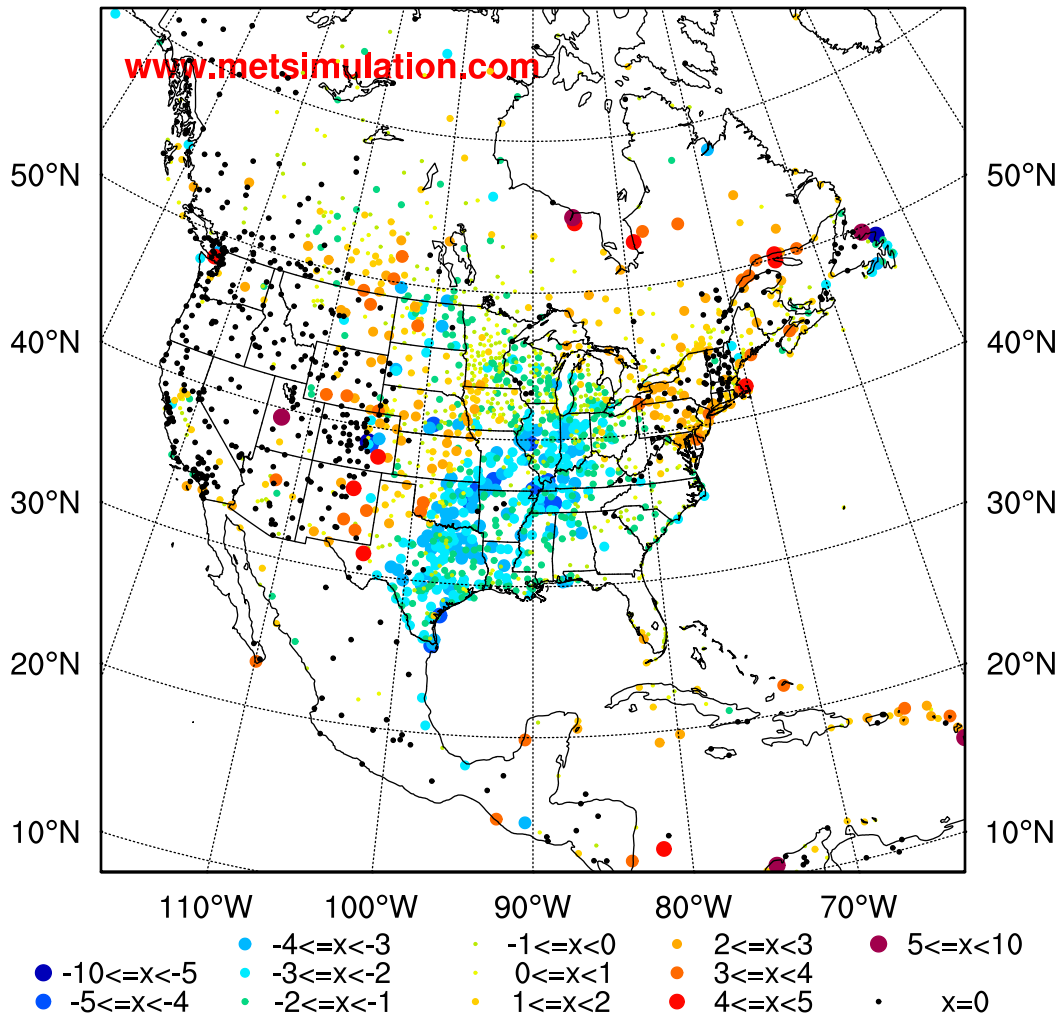 www.metsimulation.com
50°N 50°N
40°N 40°N
30°N 30°N
20°N 20°N
10°N 10°N
110°W 100°W 90°W 80°W 70°W
-4<=x<-3 -1<=x<0 2<=x<3 5<=x<10
-10<=x<-5 -3<=x<-2 0<=x<1 3<=x<4
-5<=x<-4 -2<=x<-1 1<=x<2 4<=x<5 x=0